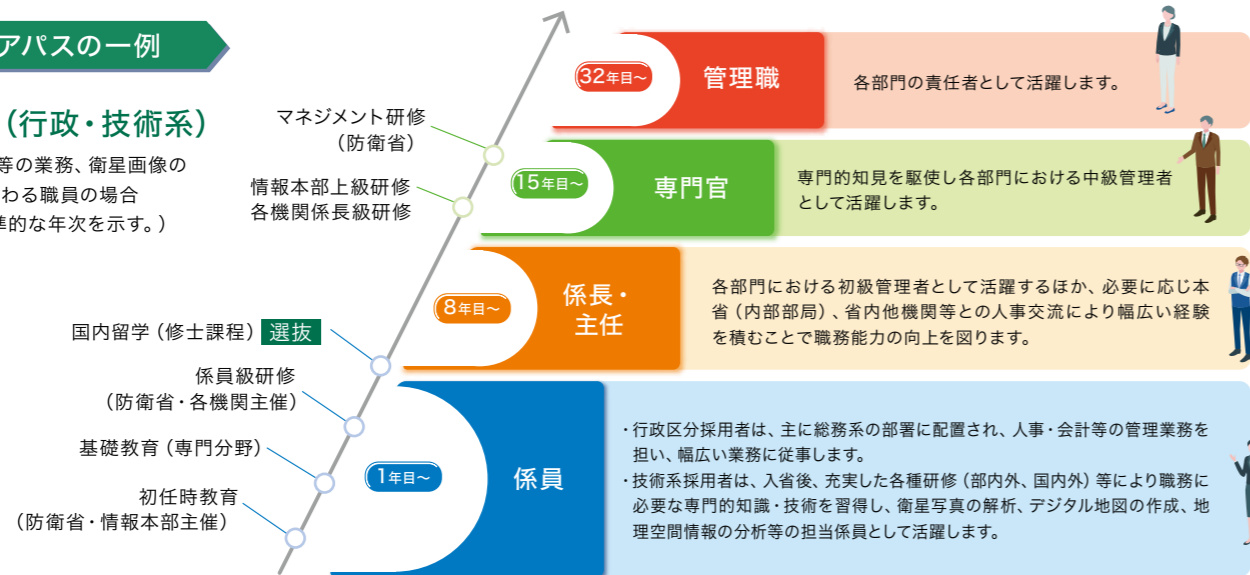 アパスの一例
（行政・技術系）
等の業務、衛星画像の
わる職員の場合
準的な年次を示す。）
マネジメント研修
（防衛省）
情報本部上級研修
各機関係長級研修
国内留学（修士課程） 選抜
係員級研修
（防衛省・各機関主催）
基礎教育（専門分野）
初任時教育
（防衛省・情報本部主催）
32年目～
管理職
各部門の責任者として活躍します。
15年目～
専門官
専門的知見を駆使し各部門における中級管理者
として活躍します。
8年目～
係長・
主任
各部門における初級管理者として活躍するほか、必要に応じ本
省（内部部局）、省内他機関等との人事交流により幅広い経験
を積むことで職務能力の向上を図ります。
1年目～
係員
・行政区分採用者は、主に総務系の部署に配置され、人事・会計等の管理業務を
担い、幅広い業務に従事します。
・技術系採用者は、入省後、充実した各種研修（部内外、国内外）等により職務に
必要な専門的知識・技術を習得し、衛星写真の解析、デジタル地図の作成、地
理空間情報の分析等の担当係員として活躍します。